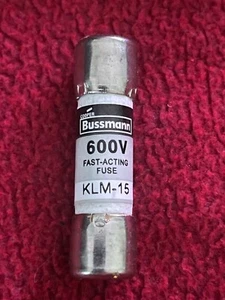 COOPER
Bussmann
600V
FAST-ACTING
FUSE
KLM-15